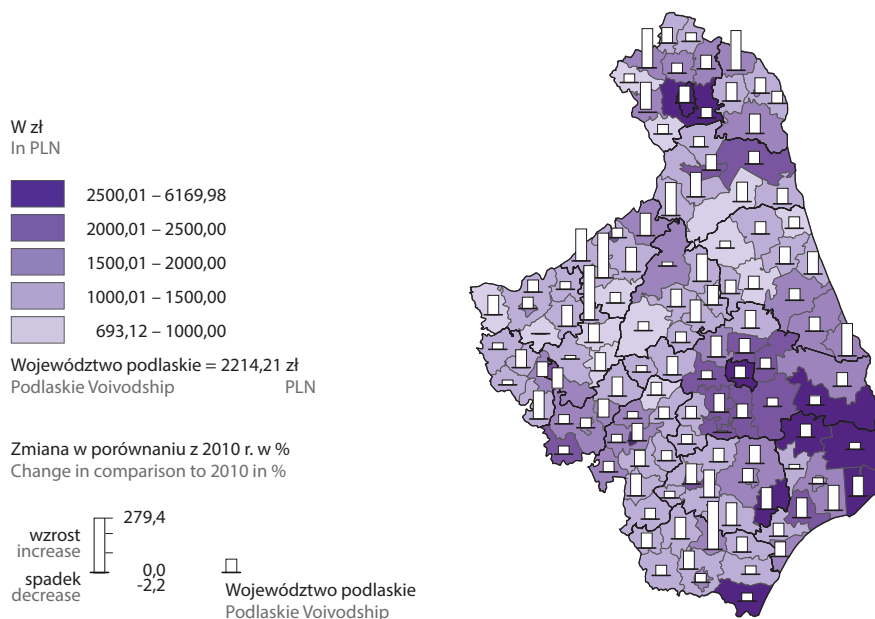 W zł
In PLN
2500,01 – 6169,98
2000,01 – 2500,00
1500,01 – 2000,00
1000,01 – 1500,00
693,12 – 1000,00
Województwo podlaskie = 2214,21 zł
Podlaskie Voivodship PLN
Zmiana w porównaniu z 2010 r. w %
Change in comparison to 2010 in %
279,4
wzrost
increase
0,0
spadek
-2,2
decrease
Województwo podlaskie
Podlaskie Voivodship